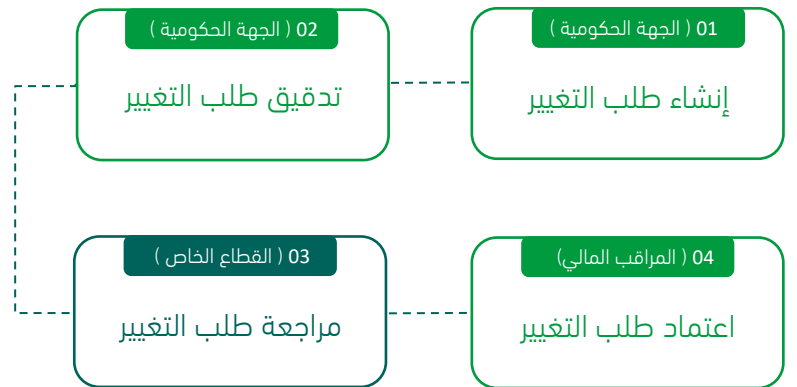 01 ( الجهة الحكومية )
إنشاء طلب التغيير
02 ( الجهة الحكومية )
تدقيق طلب التغيير
03 ( القطاع الخاص )
مراجعة طلب التغيير
04 ( المراقب المالي)
اعتماد طلب التغيير